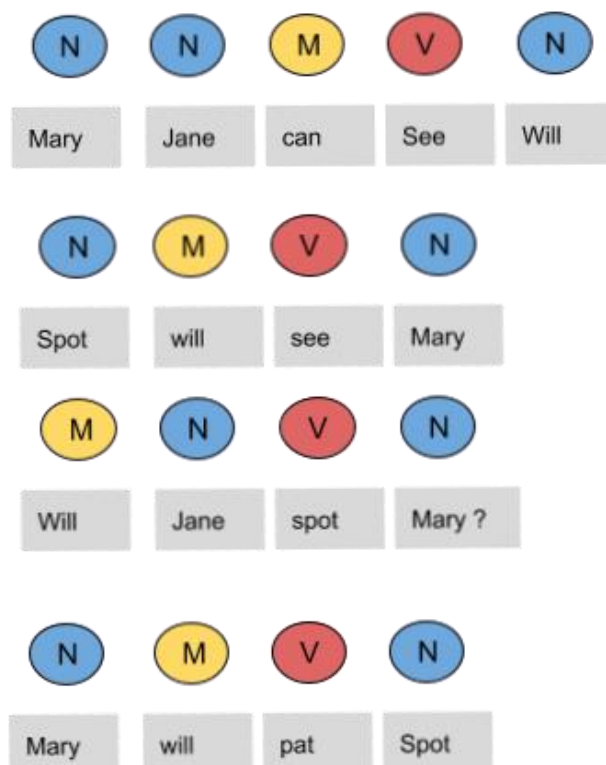 N N M V N
Mary Jane can See Will
N M V N
Spot will see Mary
M N V N
Will Jane spot Mary ?
N M V N
Mary will pat Spot